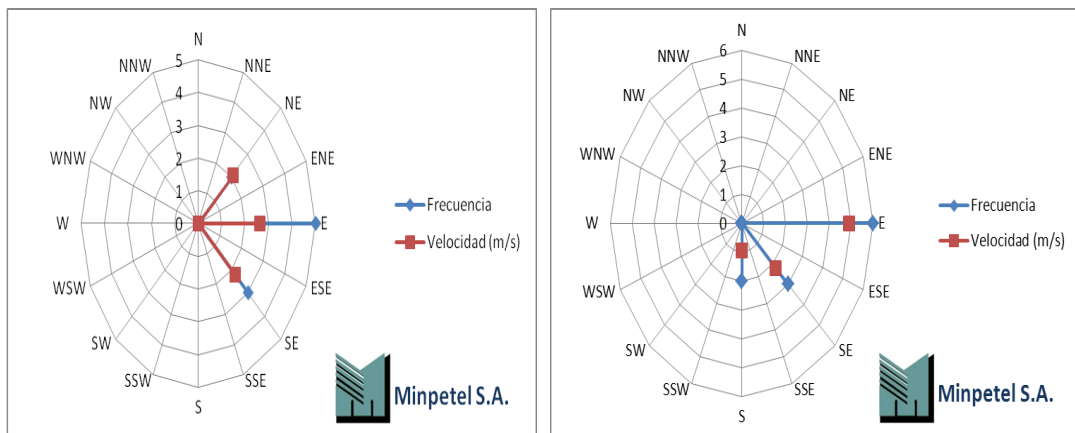 N
NNE
NE
ENE
E
ESE
SE
SSE
S
SSW
SW
WSW
W
WNW
NW
NNW
5
4
3
2
1
0
Frecuencia
Velocidad (m/s)
Minpetel S.A.
N
NNE
NE
ENE
E
ESE
SE
SSE
S
SSW
SW
WSW
W
WNW
NW
NNW
6
5
4
3
2
1
0
Frecuencia
Velocidad (m/s)
Minpetel S.A.